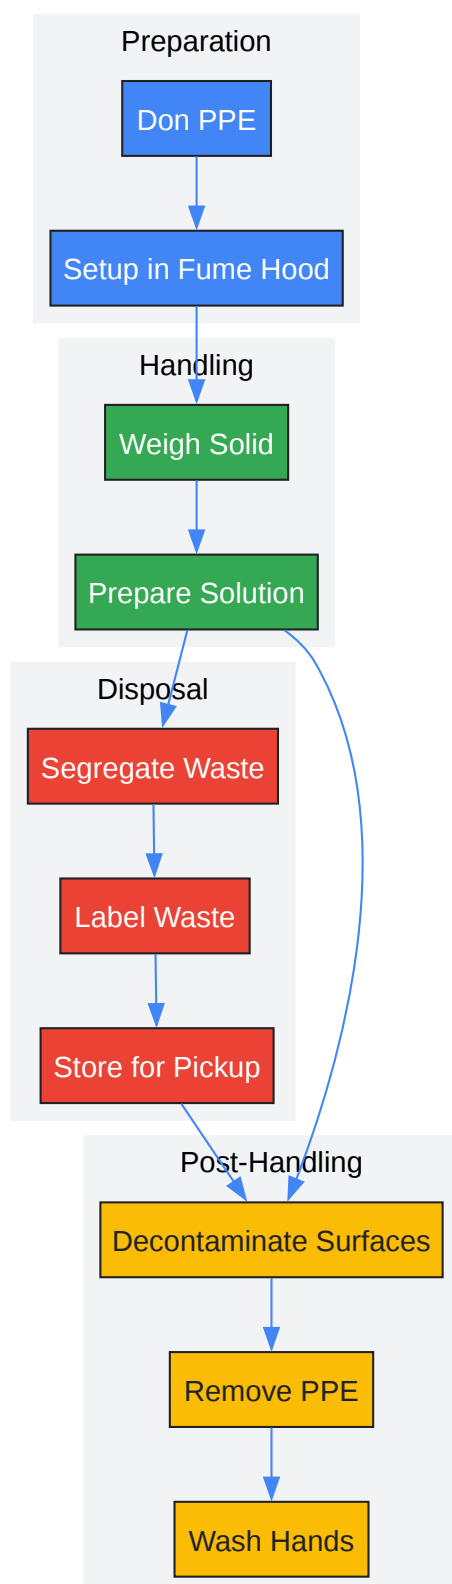 Preparation
Don PPE
Setup in Fume Hood
Handling
Weigh Solid
Prepare Solution
Disposal
Segregate Waste
Label Waste
Store for Pickup
Post-Handling
Decontaminate Surfaces
Remove PPE
Wash Hands